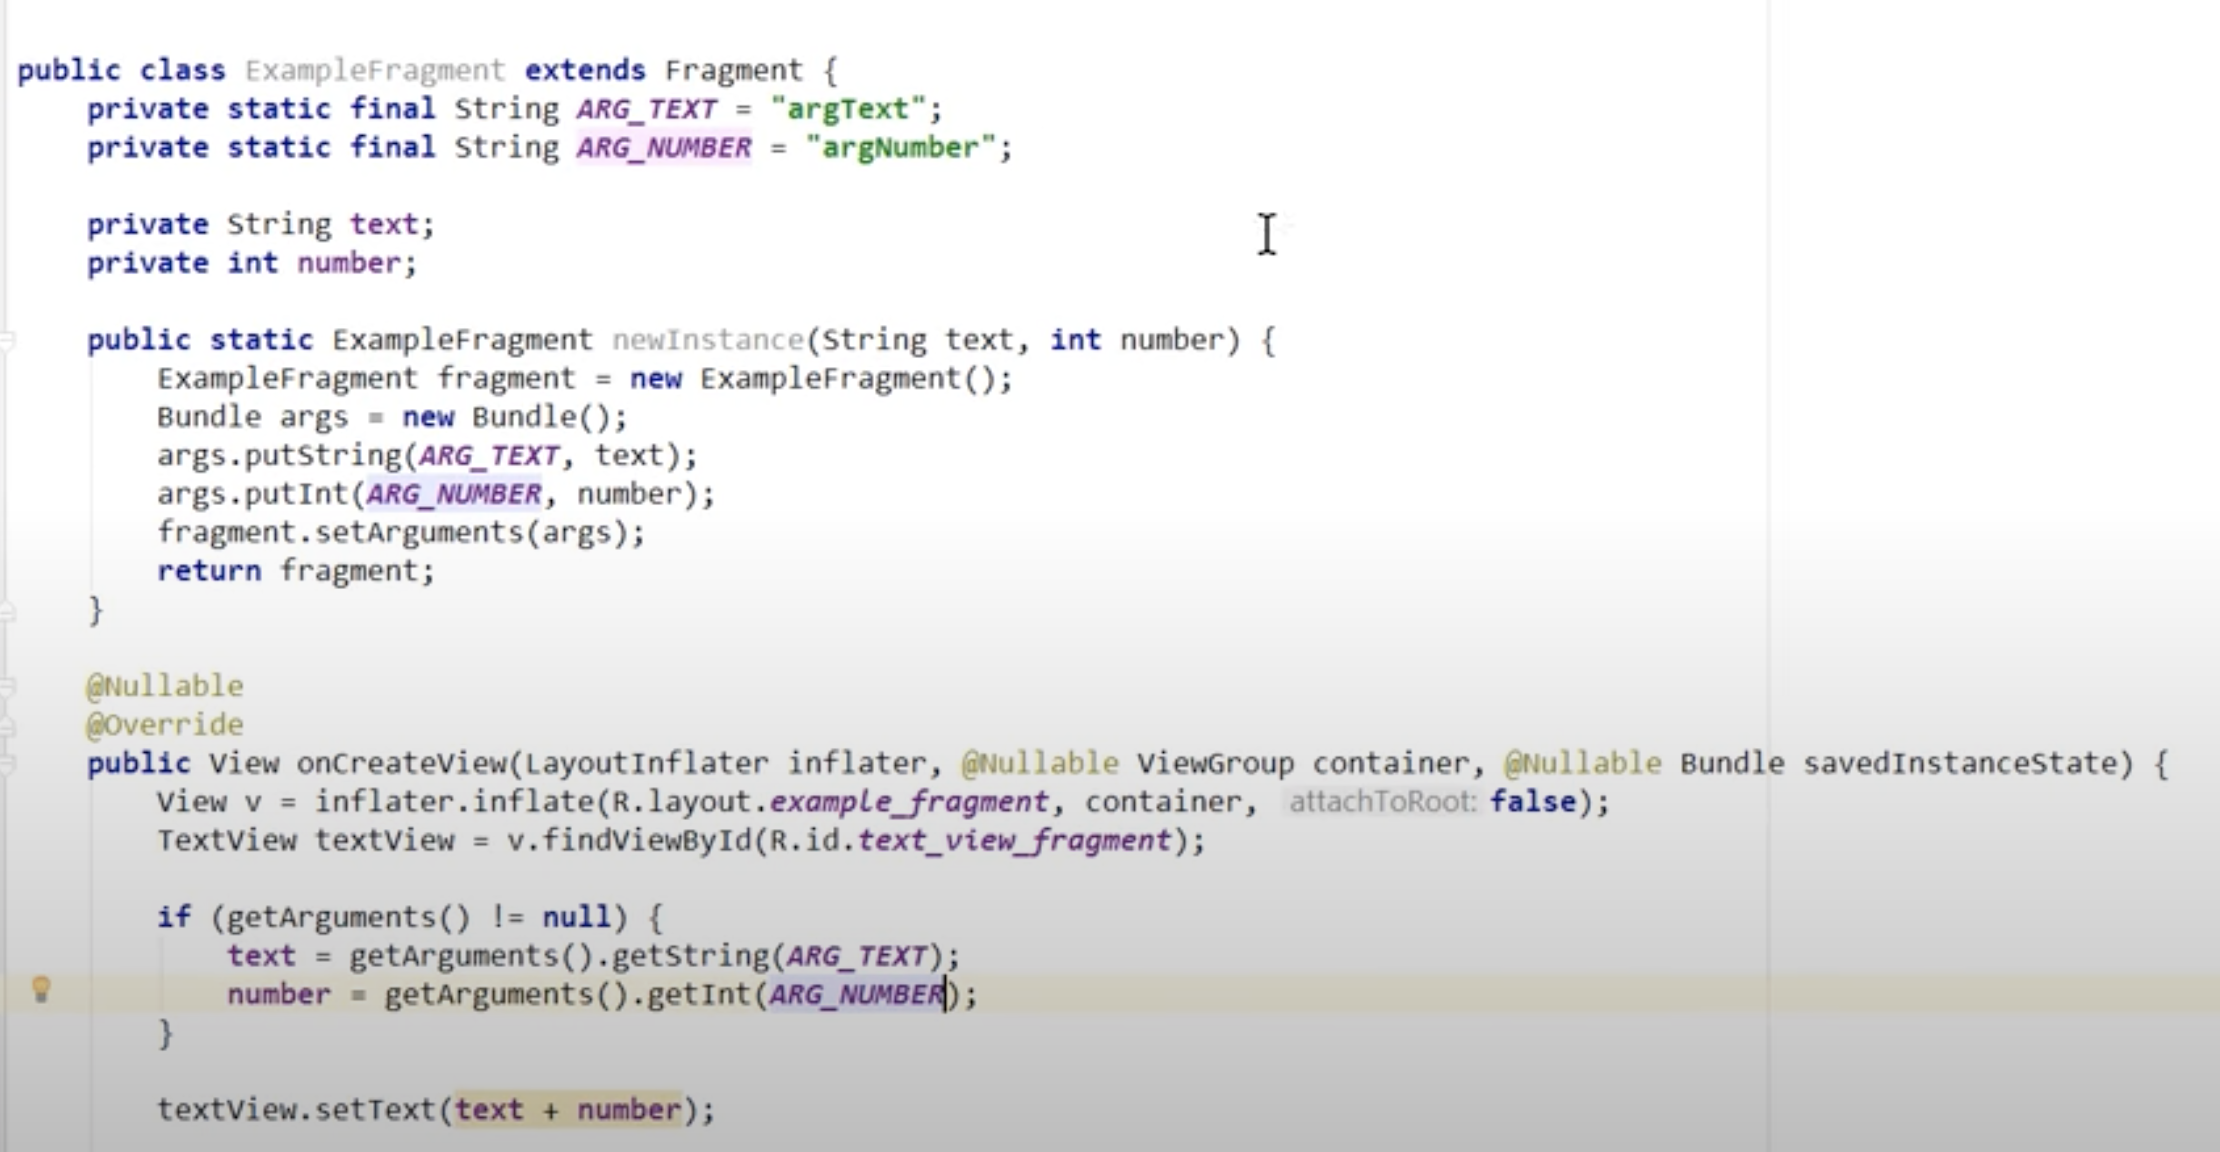 public class ExampleFragment extends Fragment {
    private static final String ARG_TEXT = "argText";
    private static final String ARG_NUMBER = "argNumber";

    private String text;
    private int number;

    public static ExampleFragment newInstance(String text, int number) {
        ExampleFragment fragment = new ExampleFragment();
        Bundle args = new Bundle();
        args.putString(ARG_TEXT, text);
        args.putInt(ARG_NUMBER, number);
        fragment.setArguments(args);
        return fragment;
    }

    @Nullable
    @Override
    public View onCreateView(LayoutInflater inflater, @Nullable ViewGroup container, @Nullable Bundle savedInstanceState) {
        View v = inflater.inflate(R.layout.example_fragment, container, attachToRoot: false);
        TextView textView = v.findViewById(R.id.text_view_fragment);

        if (getArguments() != null) {
            text = getArguments().getString(ARG_TEXT);
            number = getArguments().getInt(ARG_NUMBER);
        }

        textView.setText(text + number);